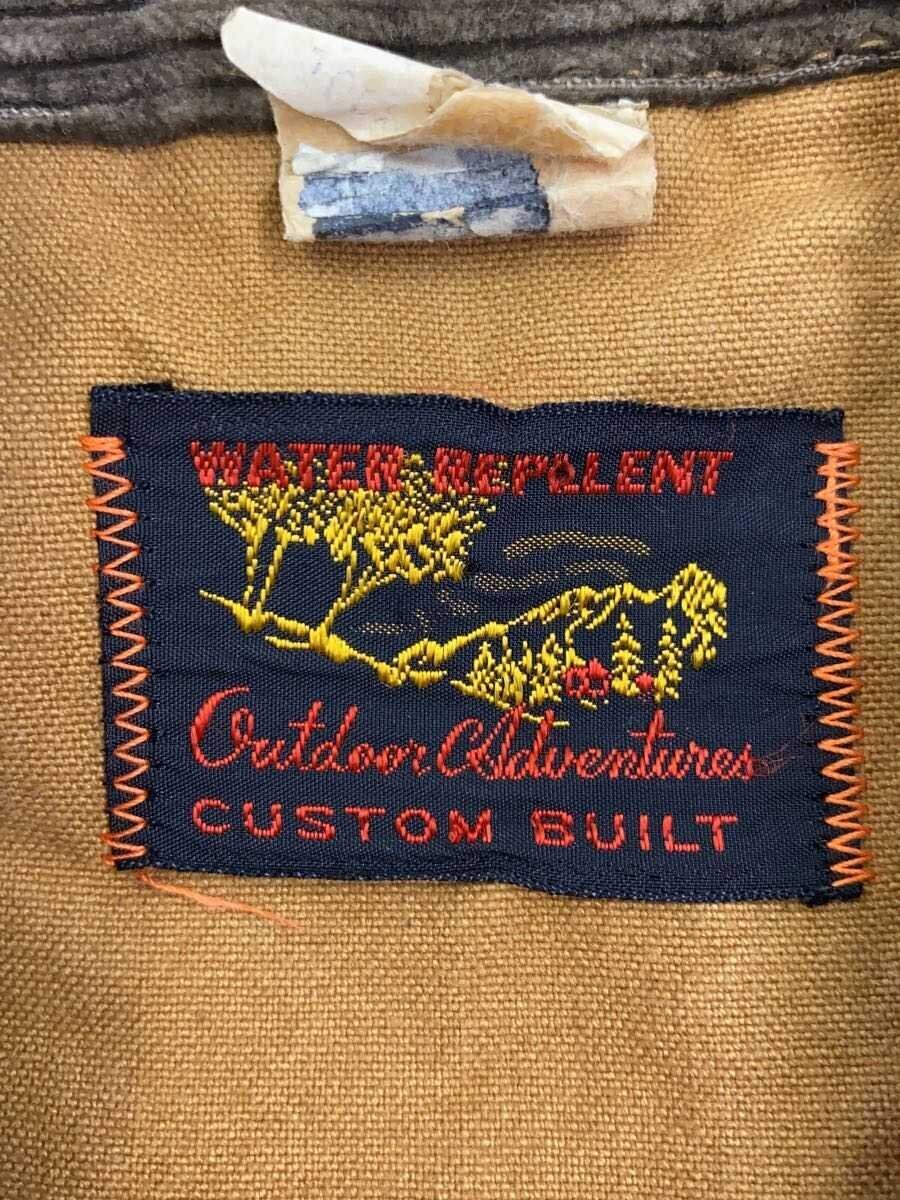 WATER REPELLENT
Outdoor Adventures
CUSTOM BUILT